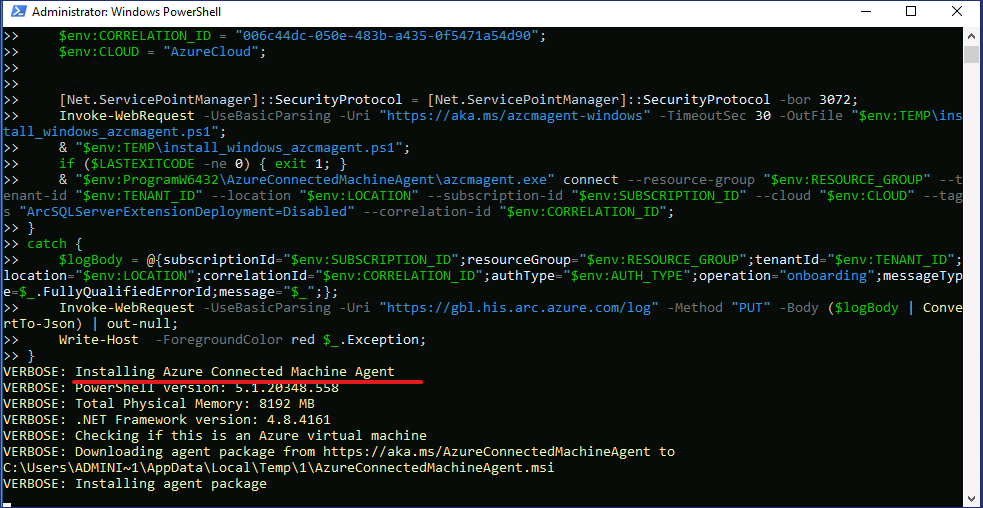 Administrator: Windows PowerShell
>>     $env:CORRELATION_ID = "006c44dc-050e-483b-a435-0f5471a54d90";
>>     $env:CLOUD = "AzureCloud";
>>
>>
>>     [Net.ServicePointManager]::SecurityProtocol = [Net.ServicePointManager]::SecurityProtocol -bor 3072;
>>     Invoke-WebRequest -UseBasicParsing -Uri "https://aka.ms/azcmagent-windows" -TimeoutSec 30 -OutFile "$env:TEMP\ins
tall_windows_azcmagent.ps1";
>>     & "$env:TEMP\install_windows_azcmagent.ps1";
>>     if ($LASTEXITCODE -ne 0) { exit 1; }
>>     & "$env:ProgramW6432\AzureConnectedMachineAgent\azcmagent.exe" connect --resource-group "$env:RESOURCE_GROUP" --t
enant-id "$env:TENANT_ID" --location "$env:LOCATION" --subscription-id "$env:SUBSCRIPTION_ID" --cloud "$env:CLOUD" --tag
s "ArcSQLServerExtensionDeployment=Disabled" --correlation-id "$env:CORRELATION_ID";
>> }
>> catch {
>>     $logBody = @{subscriptionId="$env:SUBSCRIPTION_ID";resourceGroup="$env:RESOURCE_GROUP";tenantId="$env:TENANT_ID";
location="$env:LOCATION";correlationId="$env:CORRELATION_ID";authType="$env:AUTH_TYPE";operation="onboarding";messageTyp
e=$_.FullyQualifiedErrorId;message="$_";};
>>     Invoke-WebRequest -UseBasicParsing -Uri "https://gbl.his.arc.azure.com/log" -Method "PUT" -Body ($logBody | Conve
rtTo-Json) | out-null;
>>     Write-Host  -ForegroundColor red $_.Exception;
>> }
VERBOSE: Installing Azure Connected Machine Agent
VERBOSE: PowerShell version: 5.1.20348.558
VERBOSE: Total Physical Memory: 8192 MB
VERBOSE: .NET Framework version: 4.8.4161
VERBOSE: Checking if this is an Azure virtual machine
VERBOSE: Downloading agent package from https://aka.ms/AzureConnectedMachineAgent to
C:\Users\ADMINI~1\AppData\Local\Temp\1\AzureConnectedMachineAgent.msi
VERBOSE: Installing agent package